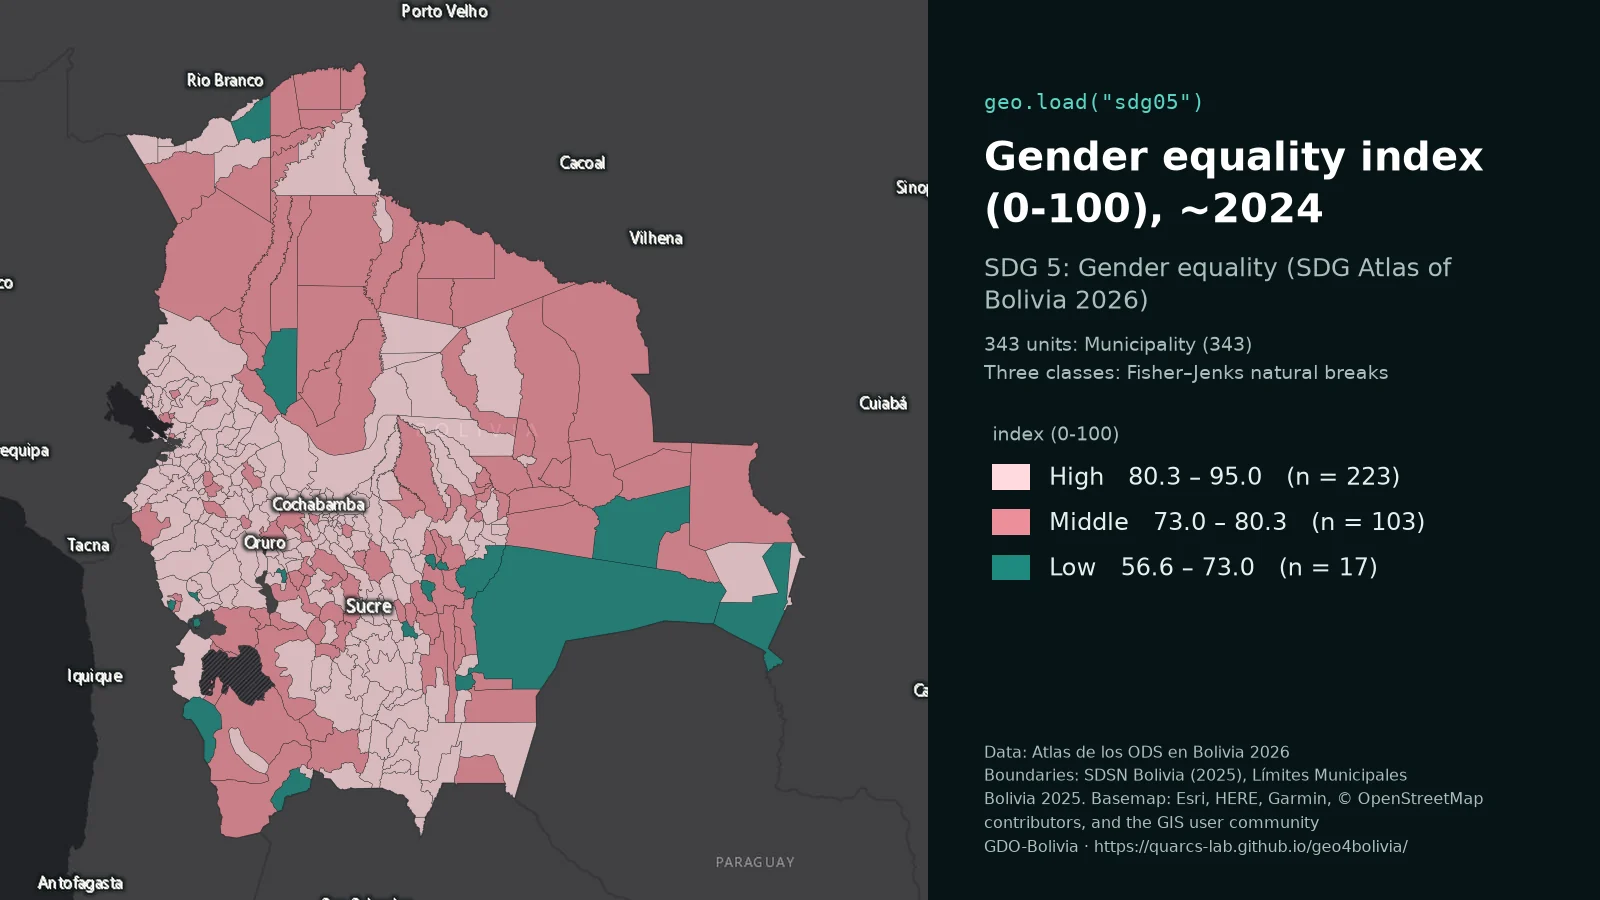 Porto Velho
Rio Branco
Cacoal
Vilhena
Cuiabá
BOLIVIA
Cochabamba
Oruro
Tacna
Sucre
Iquique
PARAGUAY
Antofagasta
geo.load("sdg05")
Gender equality index
(0-100), ~2024
SDG 5: Gender equality (SDG Atlas of
Bolivia 2026)
343 units: Municipality (343)
Three classes: Fisher–Jenks natural breaks
index (0-100)
High 80.3 – 95.0 (n = 223)
Middle 73.0 – 80.3 (n = 103)
Low 56.6 – 73.0 (n = 17)
Data: Atlas de los ODS en Bolivia 2026
Boundaries: SDSN Bolivia (2025), Límites Municipales
Bolivia 2025. Basemap: Esri, HERE, Garmin, © OpenStreetMap
contributors, and the GIS user community
GDO-Bolivia · https://quarcs-lab.github.io/geo4bolivia/